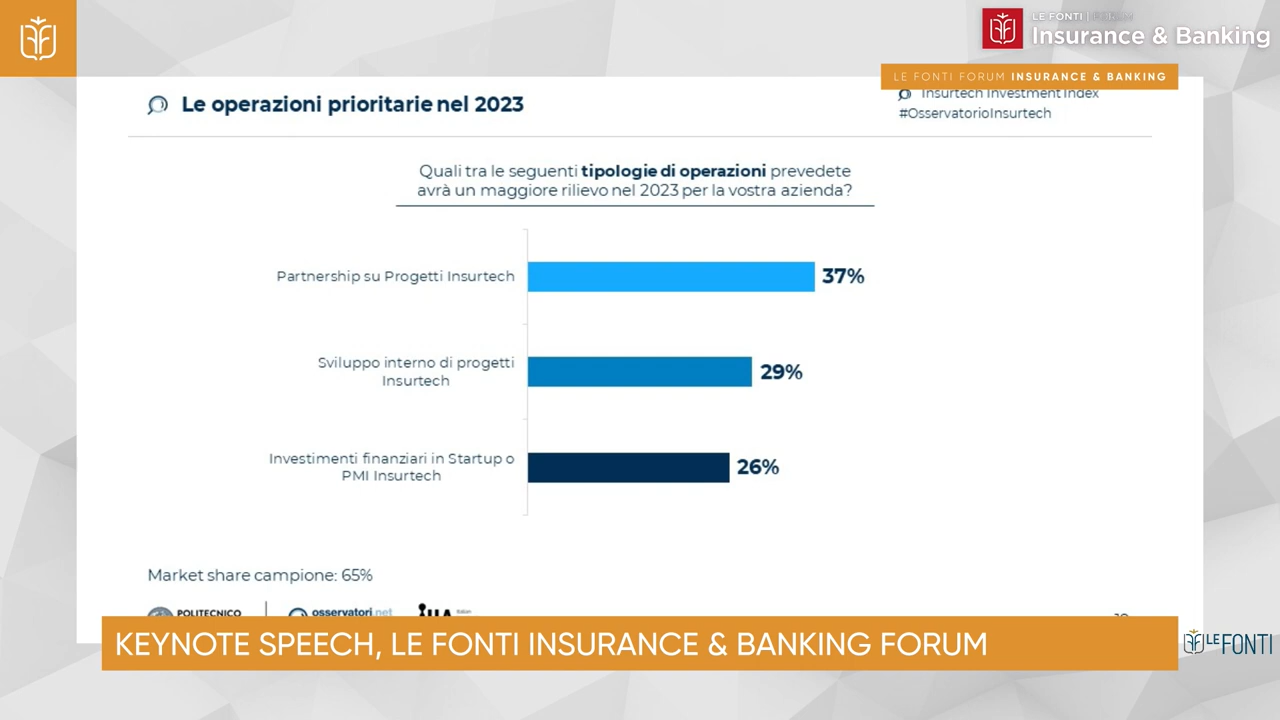 LE FONTI | FORUM
Insurance & Banking
LE FONTI FORUM INSURANCE & BANKING
Le operazioni prioritarie nel 2023
Insurtech Investment Index
#OsservatorioInsurtech
Quali tra le seguenti tipologie di operazioni prevedete
avrà un maggiore rilievo nel 2023 per la vostra azienda?
Partnership su Progetti Insurtech
37%
Sviluppo interno di progetti
Insurtech
29%
Investimenti finanziari in Startup o
PMI Insurtech
26%
Market share campione: 65%
POLITECNICO
osservatori.net
KEYNOTE SPEECH, LE FONTI INSURANCE & BANKING FORUM
LE FONTI